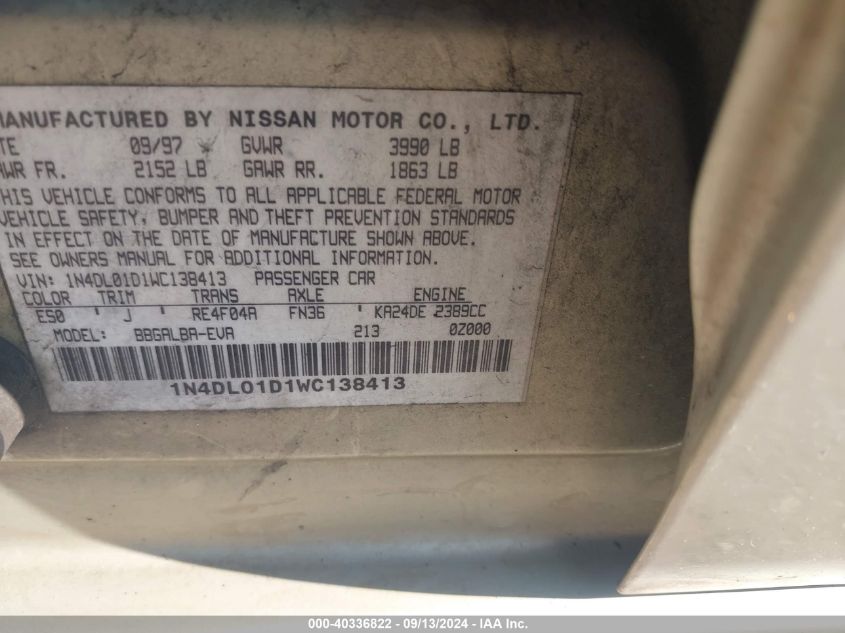 MANUFACTURED BY NISSAN MOTOR CO., LTD.
TE 09/97 GVWR 3990 LB
WR FR. 2152 LB GAWR RR. 1863 LB
THIS VEHICLE CONFORMS TO ALL APPLICABLE FEDERAL MOTOR
VEHICLE SAFETY, BUMPER AND THEFT PREVENTION STANDARDS
IN EFFECT ON THE DATE OF MANUFACTURE SHOWN ABOVE.
SEE OWNERS MANUAL FOR ADDITIONAL INFORMATION.
VIN: 1N4DL01D1WC138413 PASSENGER CAR
COLOR TRIM TRANS AXLE ENGINE
ES0 ' J ' RE4F04A FN36 ' KA24DE 2389CC
MODEL: BBGALBA-EVA 213 0Z000
1N4DL01D1WC138413
000-40336822 - 09/13/2024 - IAA Inc.